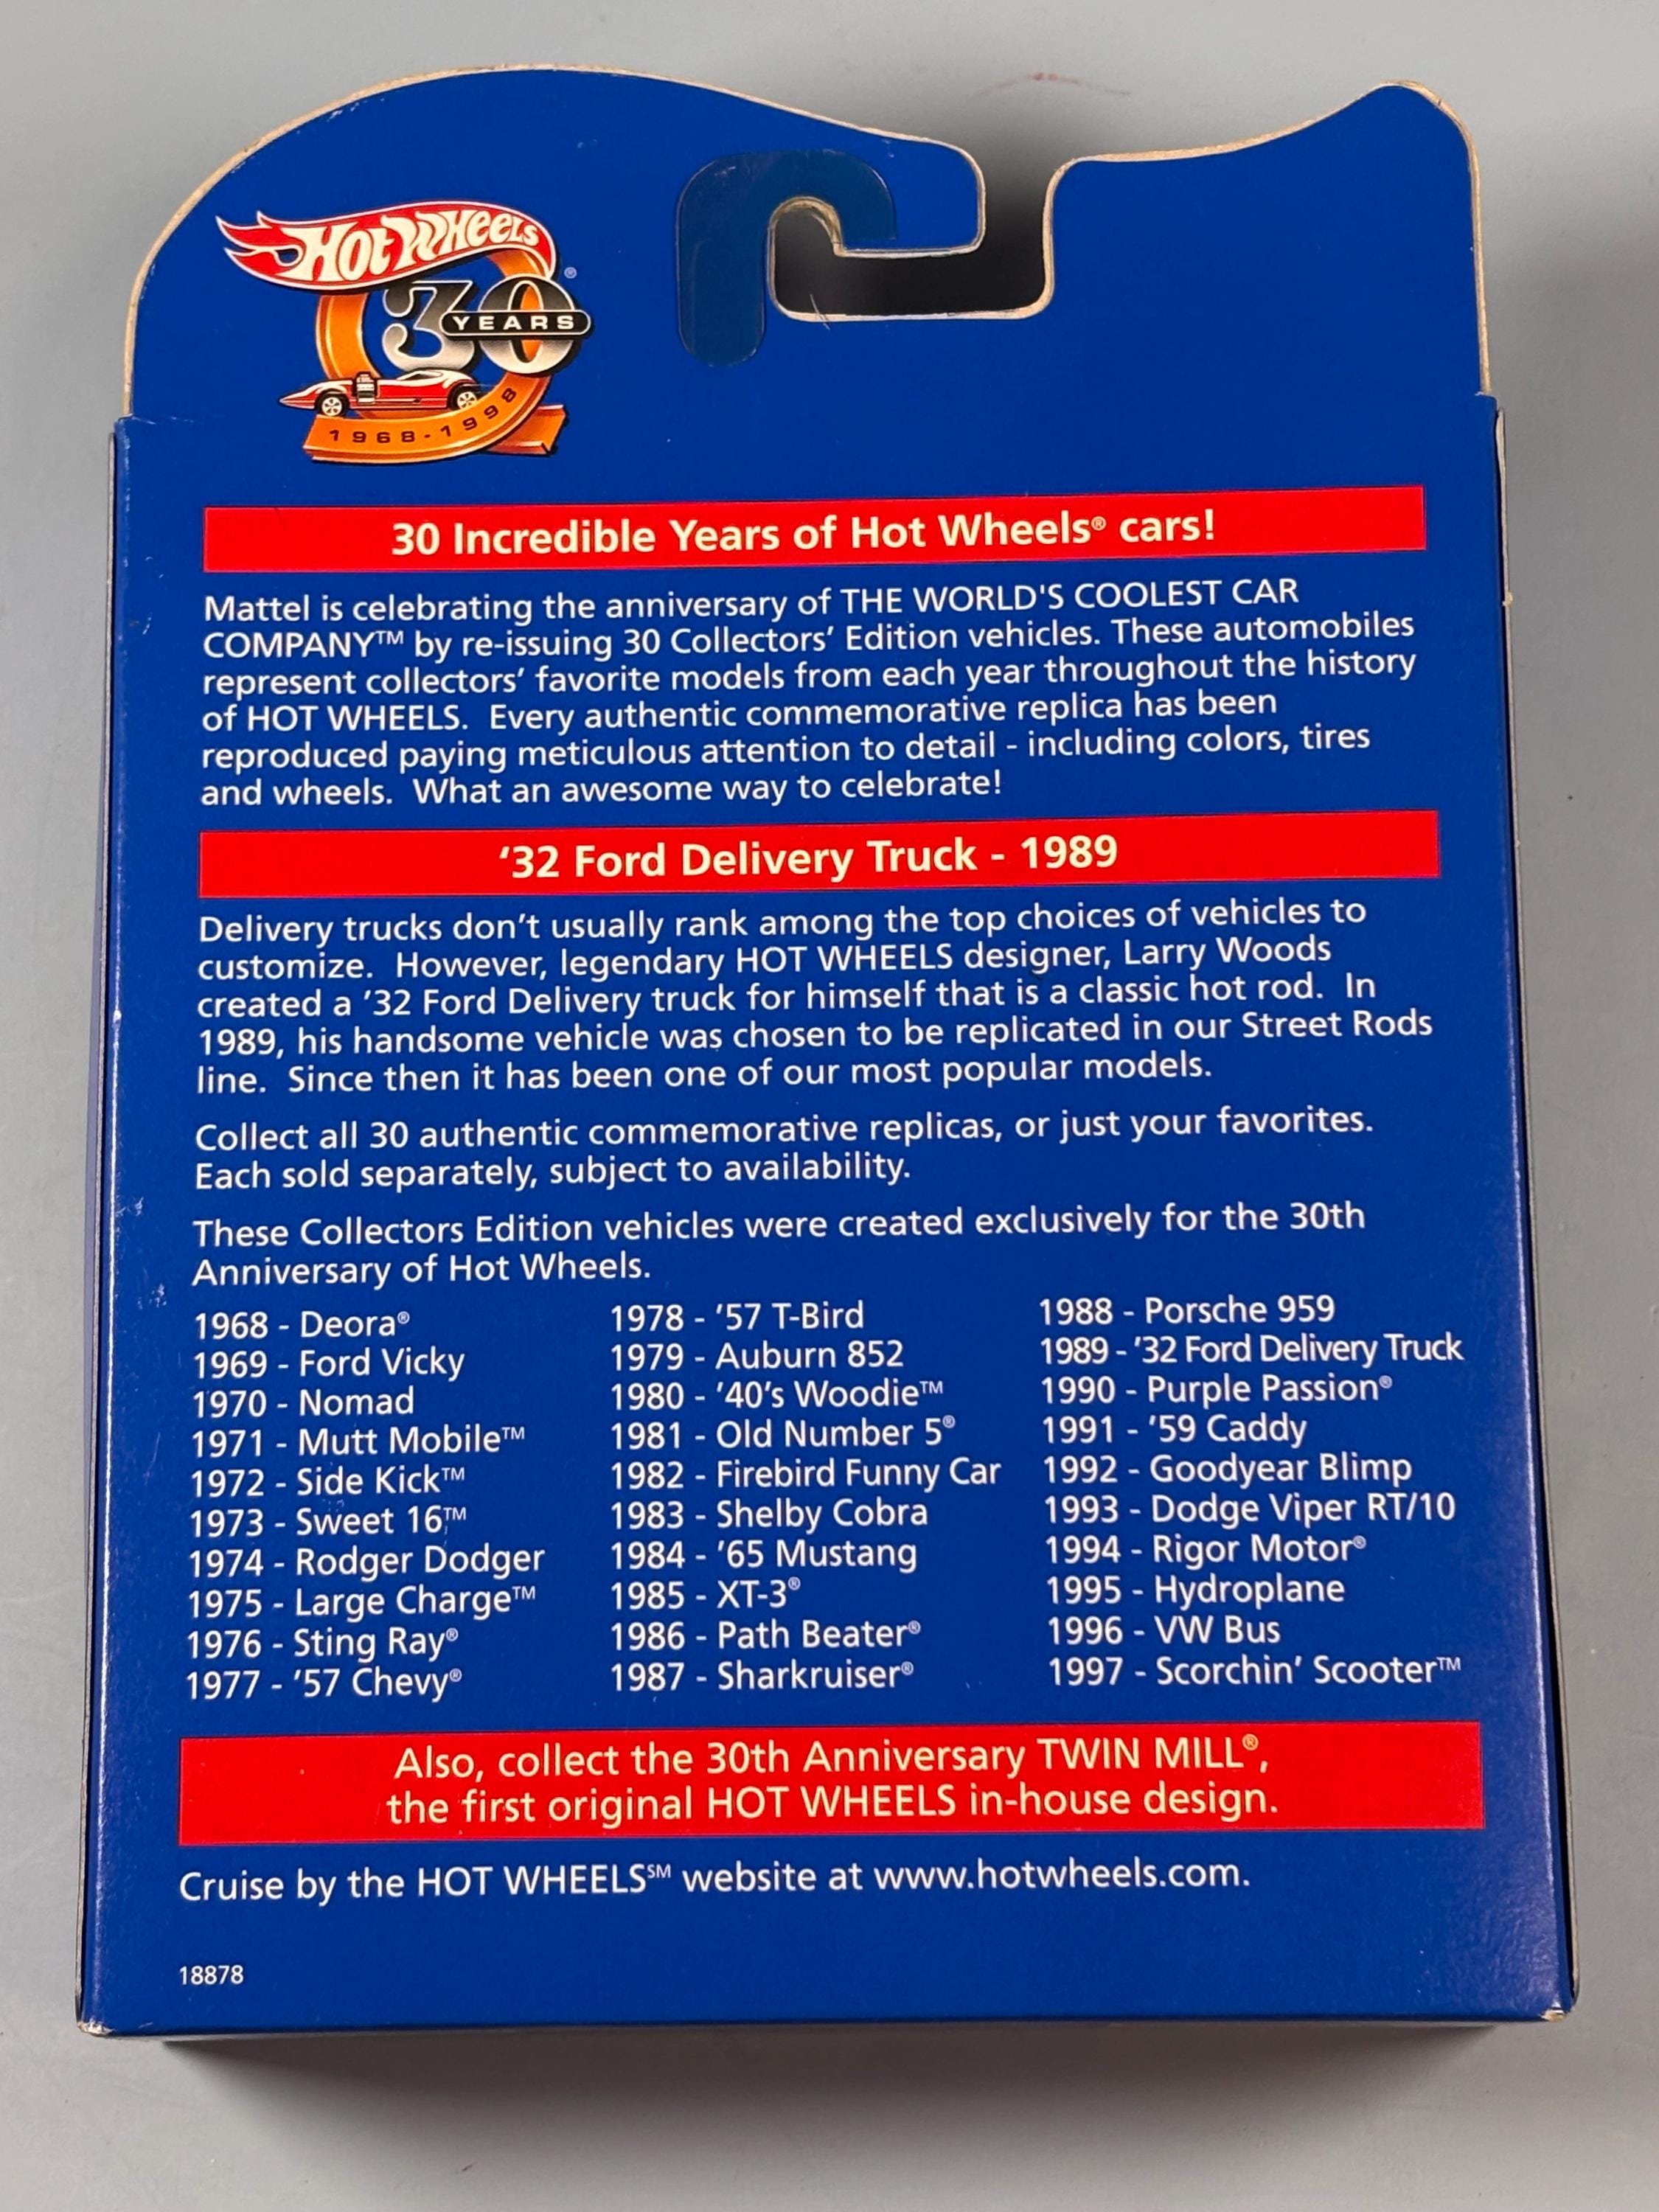 Hot Wheels®
30
YEARS
1968-1998
30 Incredible Years of Hot Wheels® cars!
Mattel is celebrating the anniversary of THE WORLD'S COOLEST CAR
COMPANY™ by re-issuing 30 Collectors’ Edition vehicles. These automobiles
represent collectors’ favorite models from each year throughout the history
of HOT WHEELS. Every authentic commemorative replica has been
reproduced paying meticulous attention to detail - including colors, tires
and wheels. What an awesome way to celebrate!
‘32 Ford Delivery Truck - 1989
Delivery trucks don’t usually rank among the top choices of vehicles to
customize. However, legendary HOT WHEELS designer, Larry Woods
created a ’32 Ford Delivery truck for himself that is a classic hot rod. In
1989, his handsome vehicle was chosen to be replicated in our Street Rods
line. Since then it has been one of our most popular models.
Collect all 30 authentic commemorative replicas, or just your favorites.
Each sold separately, subject to availability.
These Collectors Edition vehicles were created exclusively for the 30th
Anniversary of Hot Wheels.
1968 - Deora®
1969 - Ford Vicky
1970 - Nomad
1971 - Mutt Mobile™
1972 - Side Kick™
1973 - Sweet 16™
1974 - Rodger Dodger
1975 - Large Charge™
1976 - Sting Ray®
1977 - ’57 Chevy®
1978 - ’57 T-Bird
1979 - Auburn 852
1980 - ’40’s Woodie™
1981 - Old Number 5®
1982 - Firebird Funny Car
1983 - Shelby Cobra
1984 - ’65 Mustang
1985 - XT-3®
1986 - Path Beater®
1987 - Sharkruiser®
1988 - Porsche 959
1989 - ’32 Ford Delivery Truck
1990 - Purple Passion®
1991 - ’59 Caddy
1992 - Goodyear Blimp
1993 - Dodge Viper RT/10
1994 - Rigor Motor®
1995 - Hydroplane
1996 - VW Bus
1997 - Scorchin’ Scooter™
Also, collect the 30th Anniversary TWIN MILL®,
the first original HOT WHEELS in-house design.
Cruise by the HOT WHEELS℠ website at www.hotwheels.com.
18878